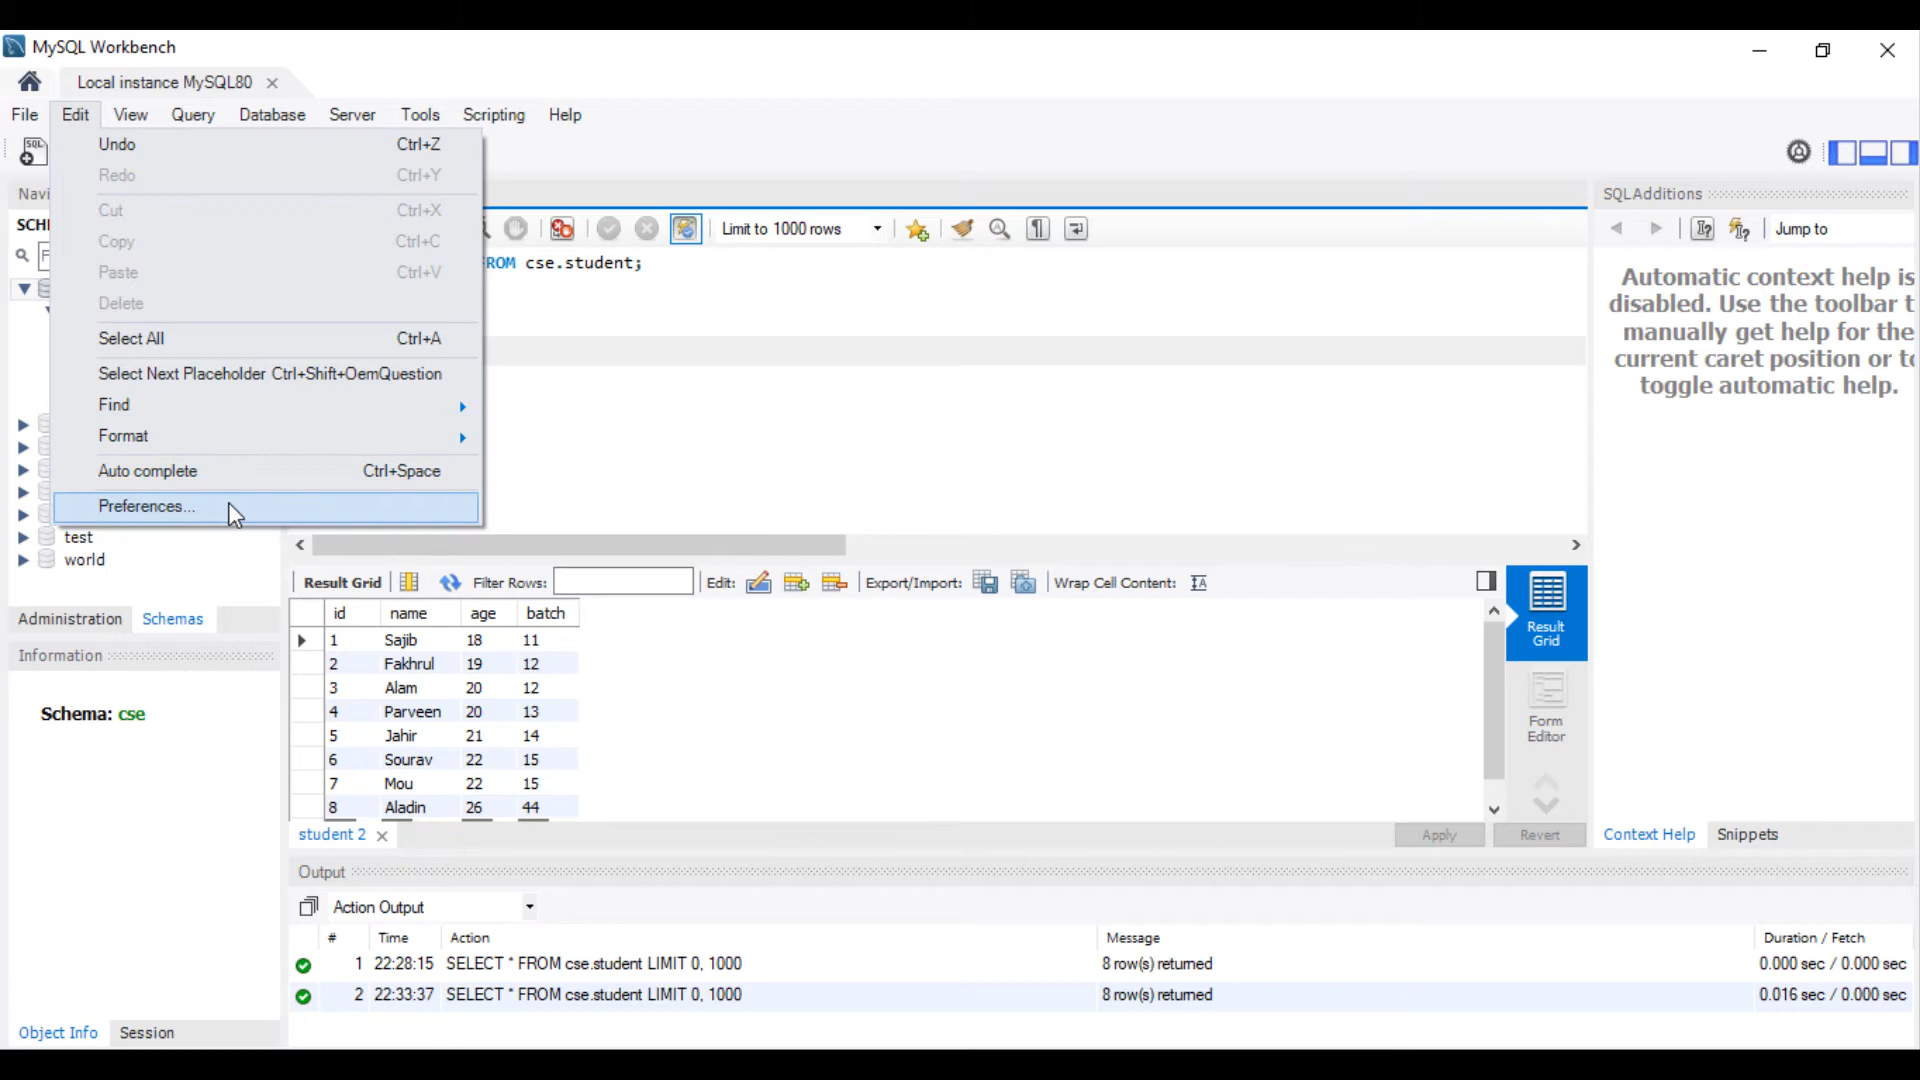 MySQL Workbench
Local instance MySQL80
File Edit View Query Database Server Tools Scripting Help
Undo Ctrl+Z
Redo Ctrl+Y
Cut Ctrl+X
Copy Ctrl+C
Paste Ctrl+V
Delete
Select All Ctrl+A
Select Next Placeholder Ctrl+Shift+OemQuestion
Find
Format
Auto complete Ctrl+Space
Preferences...
SQL
Navi
SCH
F
test
world
Administration Schemas
Information
Schema: cse
Object Info Session
Limit to 1000 rows
ROM cse.student;
Result Grid Filter Rows: Edit: Export/Import: Wrap Cell Content:
id name age batch
1 Sajib 18 11
2 Fakhrul 19 12
3 Alam 20 12
4 Parveen 20 13
5 Jahir 21 14
6 Sourav 22 15
7 Mou 22 15
8 Aladin 26 44
Result
Grid
Form
Editor
student 2 Apply Revert
Output
Action Output
# Time Action Message Duration / Fetch
1 22:28:15 SELECT * FROM cse.student LIMIT 0, 1000 8 row(s) returned 0.000 sec / 0.000 sec
2 22:33:37 SELECT * FROM cse.student LIMIT 0, 1000 8 row(s) returned 0.016 sec / 0.000 sec
SQLAdditions
Jump to
Automatic context help is
disabled. Use the toolbar t
manually get help for the
current caret position or to
toggle automatic help.
Context Help Snippets